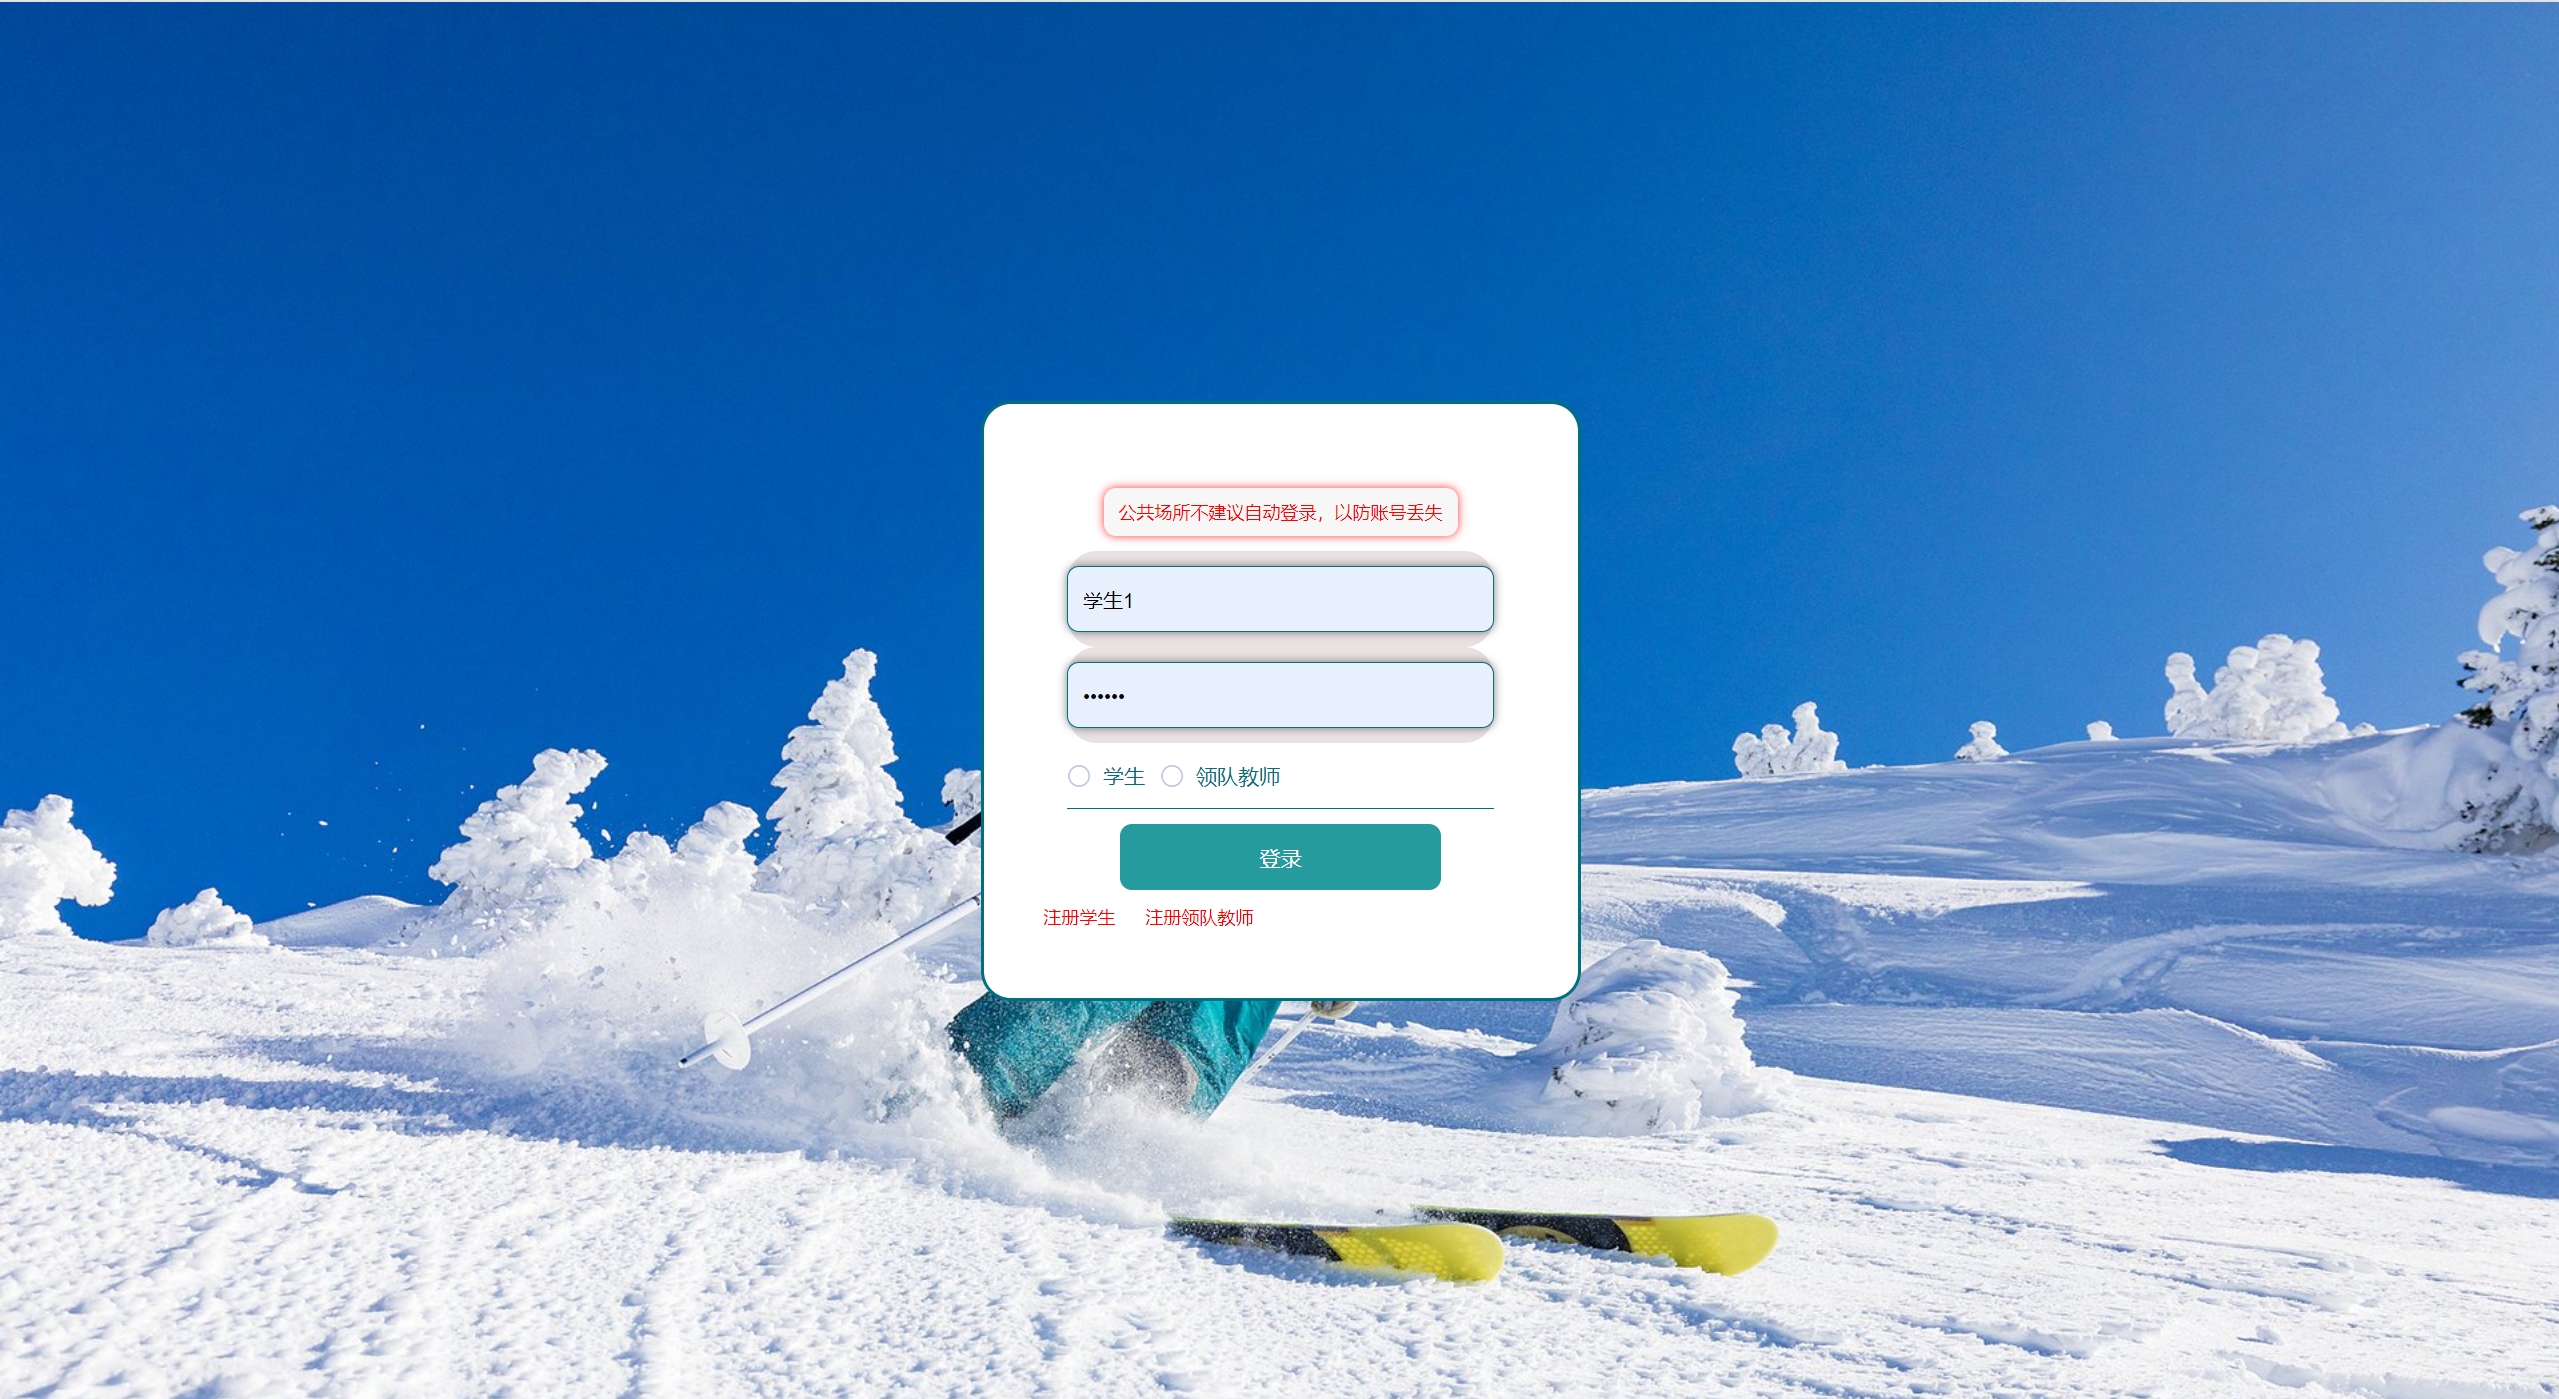 公共场所不建议自动登录，以防账号丢失
学生1
••••••
学生 领队教师
登录
注册学生 注册领队教师